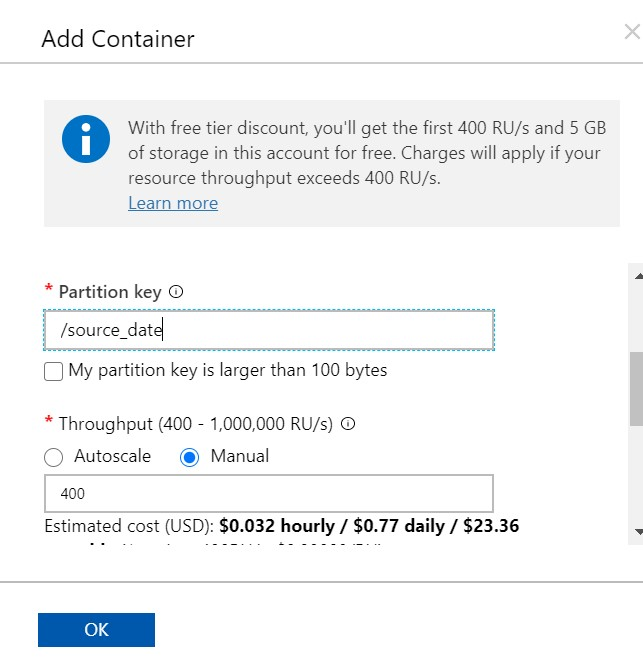 Add Container
With free tier discount, you'll get the first 400 RU/s and 5 GB
of storage in this account for free. Charges will apply if your
resource throughput exceeds 400 RU/s.
Learn more
* Partition key
/source_date
My partition key is larger than 100 bytes
* Throughput (400 - 1,000,000 RU/s)
Autoscale Manual
400
Estimated cost (USD): $0.032 hourly / $0.77 daily / $23.36
OK